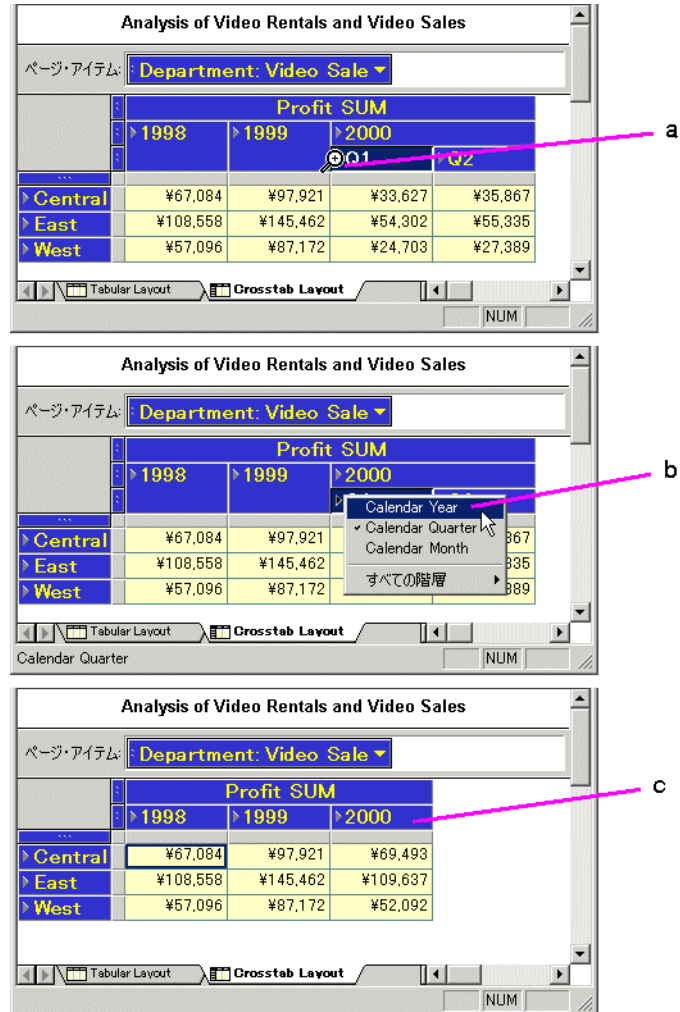 Analysis of Video Rentals and Video Sales
ページ・アイテム: Department: Video Sale
Profit SUM
1998 1999 2000
a
Q1 Q2
Central ¥67,084 ¥97,921 ¥33,627 ¥35,867
East ¥108,558 ¥145,462 ¥54,302 ¥55,335
West ¥57,096 ¥87,172 ¥24,703 ¥27,389
Tabular Layout Crosstab Layout
NUM
Analysis of Video Rentals and Video Sales
ページ・アイテム: Department: Video Sale
Profit SUM
1998 1999 2000
b
Calendar Year
Calendar Quarter
Calendar Month
すべての階層
Central ¥67,084 ¥97,921 867
East ¥108,558 ¥145,462 335
West ¥57,096 ¥87,172 389
Tabular Layout Crosstab Layout
Calendar Quarter NUM
Analysis of Video Rentals and Video Sales
ページ・アイテム: Department: Video Sale
Profit SUM
c
1998 1999 2000
Central ¥67,084 ¥97,921 ¥69,493
East ¥108,558 ¥145,462 ¥109,637
West ¥57,096 ¥87,172 ¥52,092
Tabular Layout Crosstab Layout
NUM